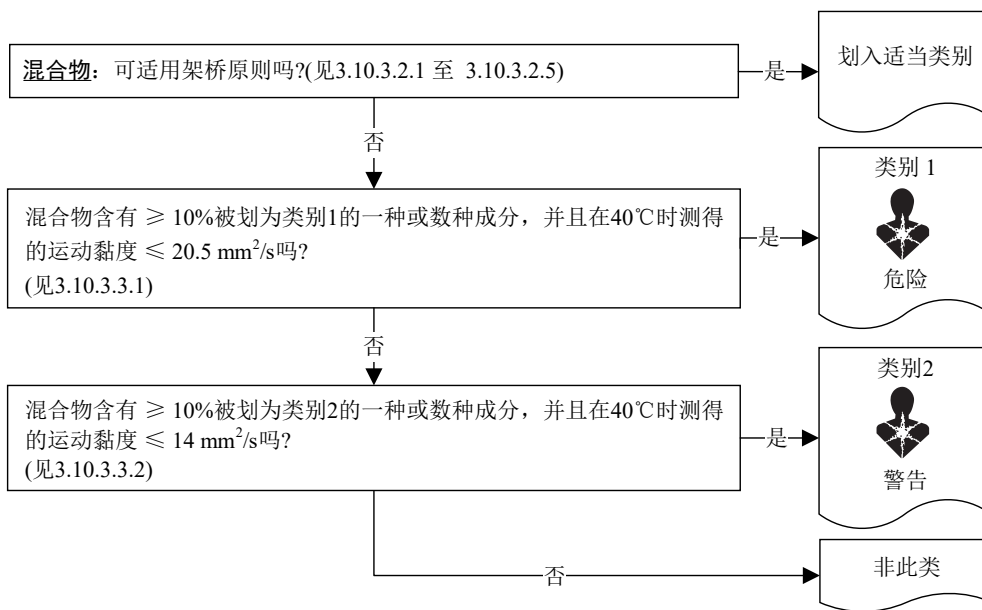 混合物：可适用架桥原则吗?(见3.10.3.2.1 至 3.10.3.2.5)
是
划入适当类别
否
混合物含有 ≥ 10%被划为类别1的一种或数种成分，并且在40℃时测得
的运动黏度 ≤ 20.5 mm²/s吗?
(见3.10.3.3.1)
是
类别 1
危险
否
混合物含有 ≥ 10%被划为类别2的一种或数种成分，并且在40℃时测得
的运动黏度 ≤ 14 mm²/s吗?
(见3.10.3.3.2)
是
类别2
警告
否
非此类